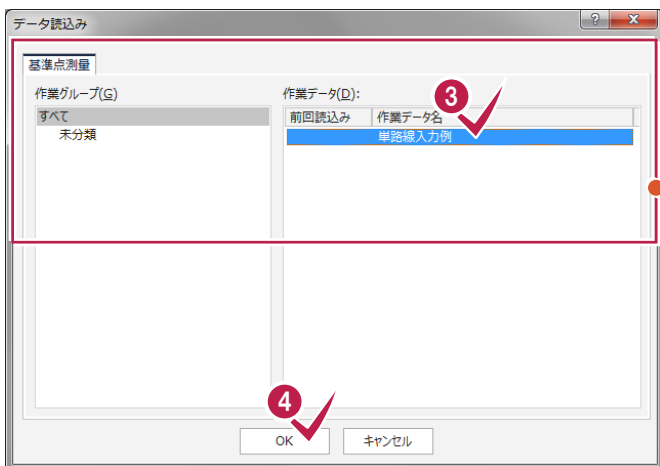 データ読込み
基準点測量
作業グループ(G)
作業データ(D):
3
すべて
前回読込み
作業データ名
未分類
単路線入力例
4
OK
キャンセル